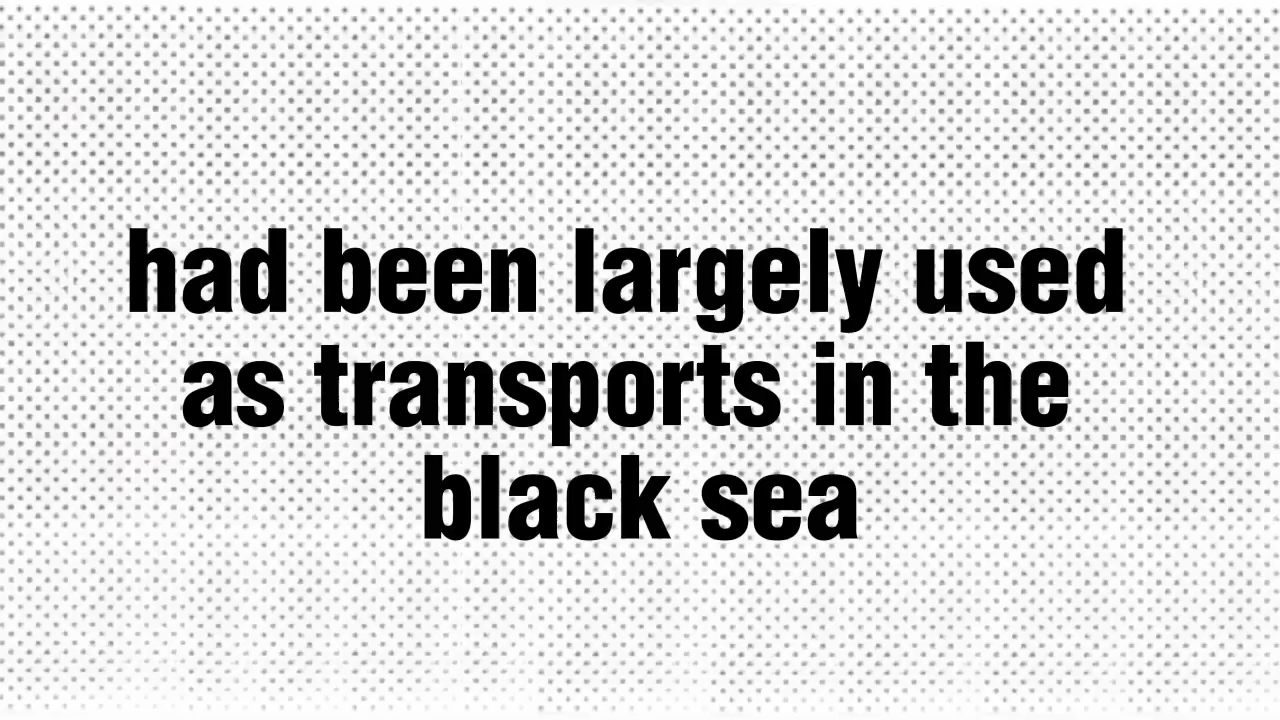 had been largely used
as transports in the
black sea